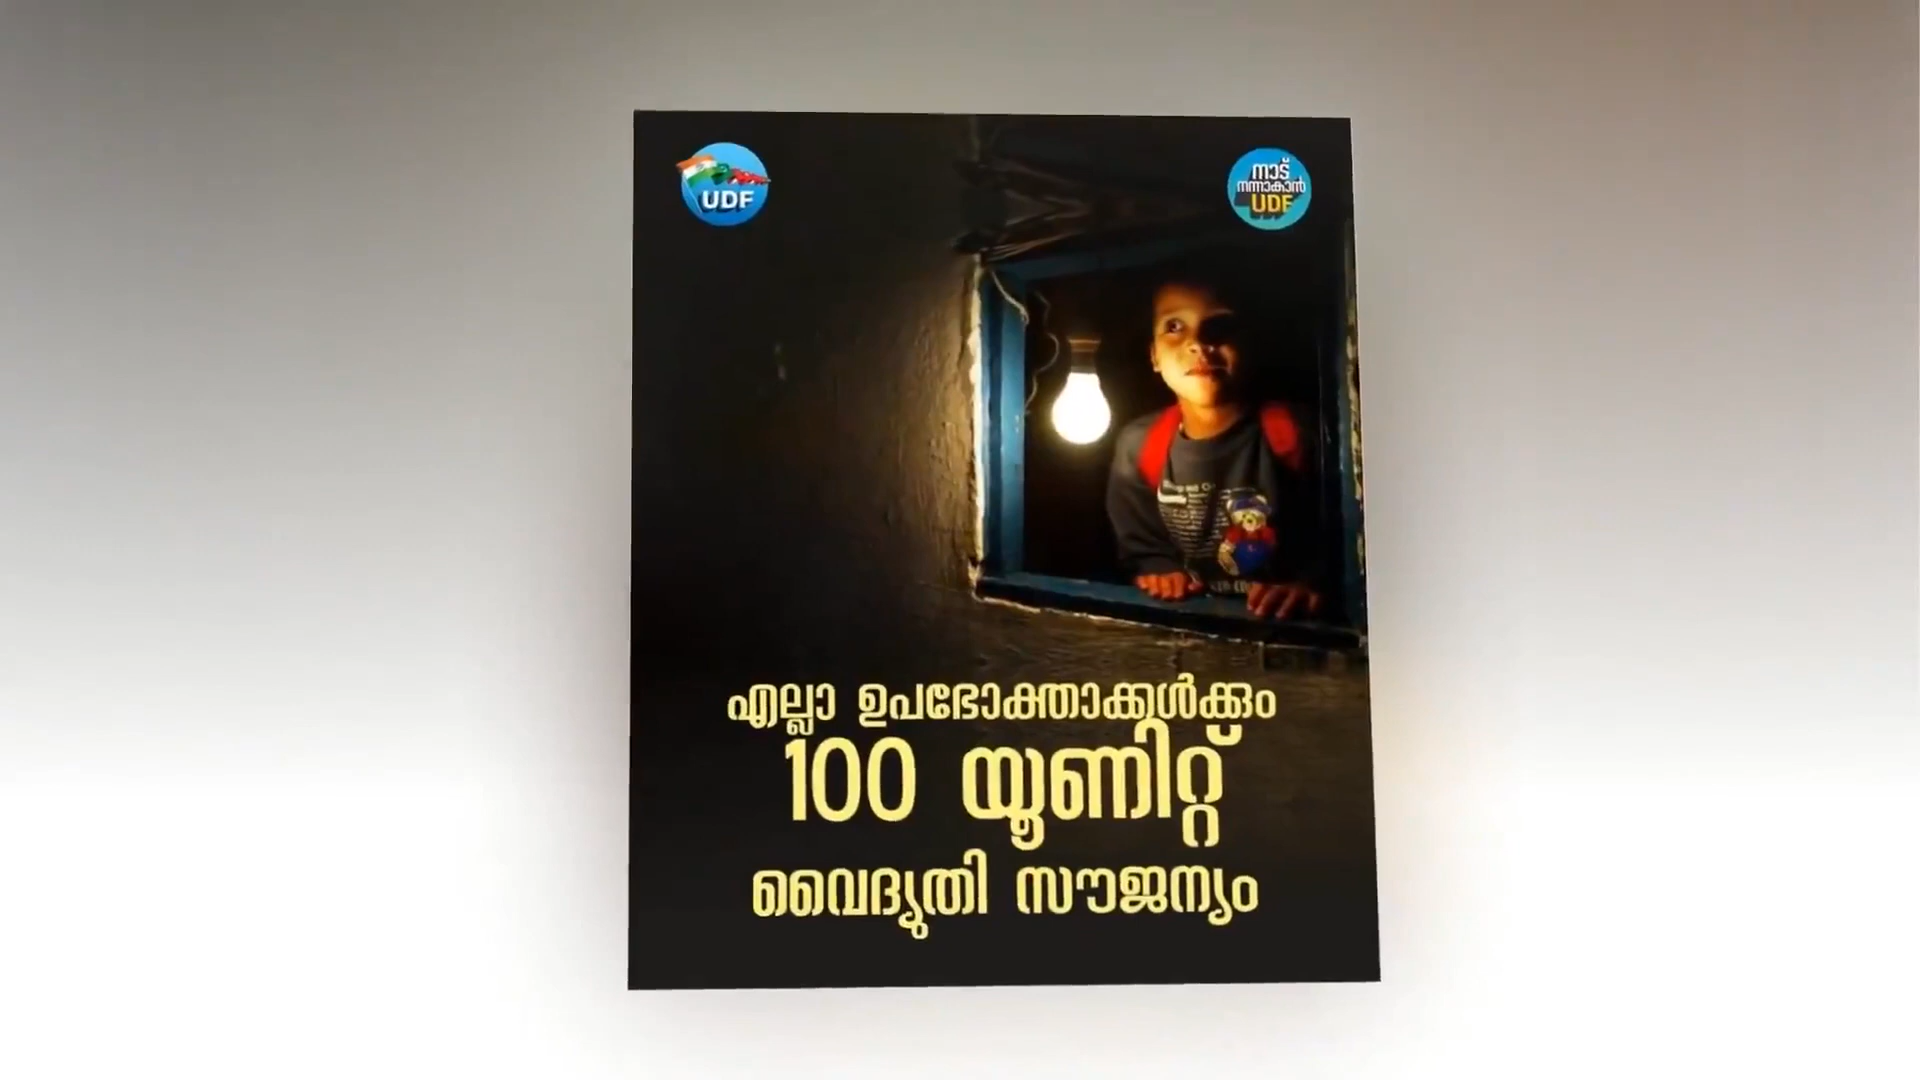 UDF
നാട്
നന്നാകാൻ
UDF
എല്ലാ ഉപഭോക്താക്കൾക്കും
100 യൂണിറ്റ്
വൈദ്യുതി സൗജന്യം